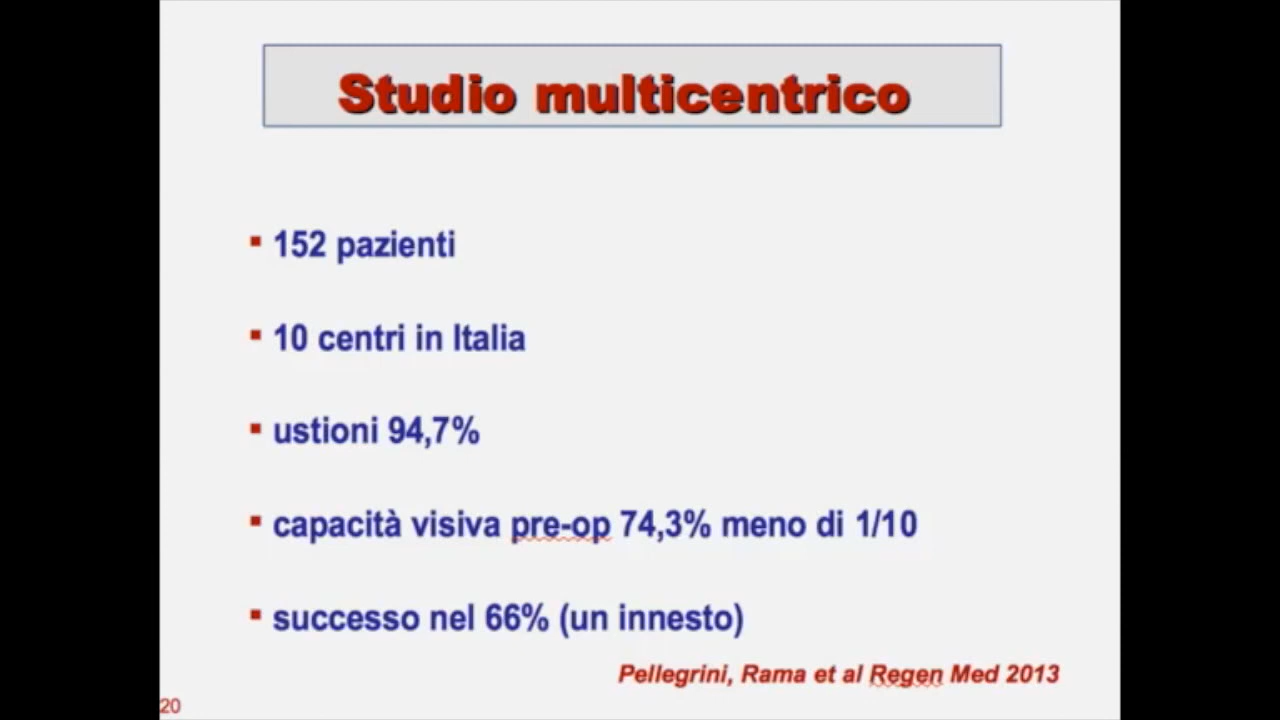 Studio multicentrico
▪ 152 pazienti
▪ 10 centri in Italia
▪ ustioni 94,7%
▪ capacità visiva pre-op 74,3% meno di 1/10
▪ successo nel 66% (un innesto)
Pellegrini, Rama et al Regen Med 2013
20